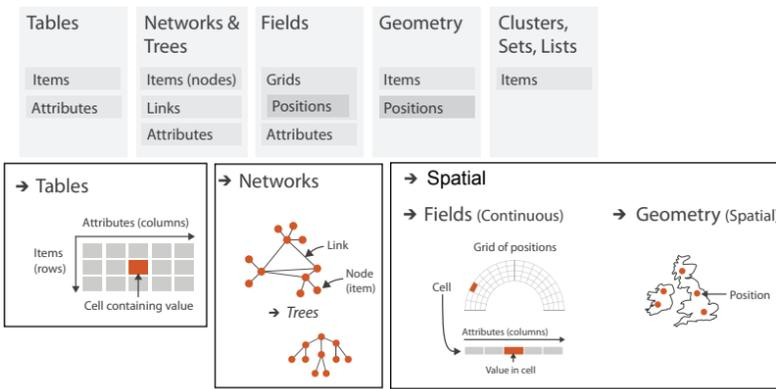 Tables
Items
Attributes
Networks &
Trees
Items (nodes)
Links
Attributes
Fields
Grids
Positions
Attributes
Geometry
Items
Positions
Clusters,
Sets, Lists
Items
→ Tables
Attributes (columns)
Items
(rows)
Cell containing value
→ Networks
Link
Node
(item)
→ Trees
→ Spatial
→ Fields (Continuous)
Grid of positions
Cell
Attributes (columns)
Value in cell
→ Geometry (Spatial)
Position